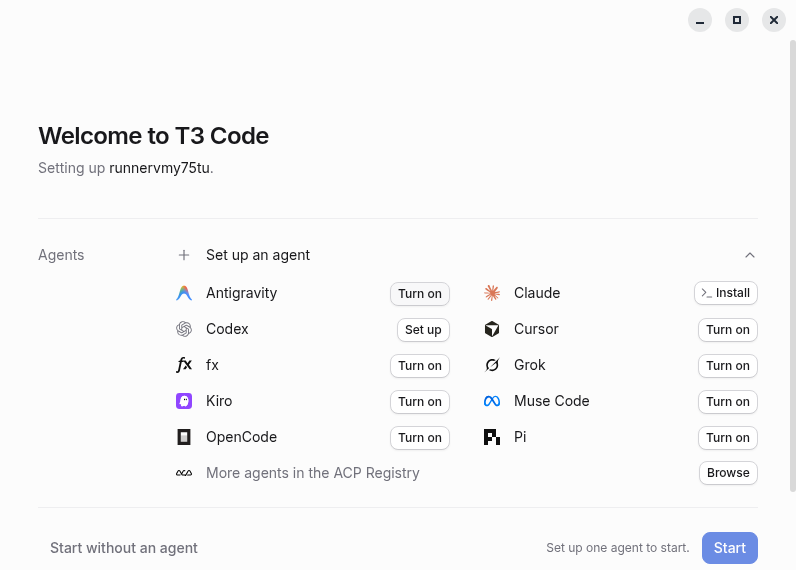 Welcome to T3 Code
Setting up runnervmy75tu.
Agents
Set up an agent
Antigravity
Turn on
Claude
>_ Install
Codex
Set up
Cursor
Turn on
fx
Turn on
Grok
Turn on
Kiro
Turn on
Muse Code
Turn on
OpenCode
Turn on
Pi
Turn on
More agents in the ACP Registry
Browse
Start without an agent
Set up one agent to start.
Start